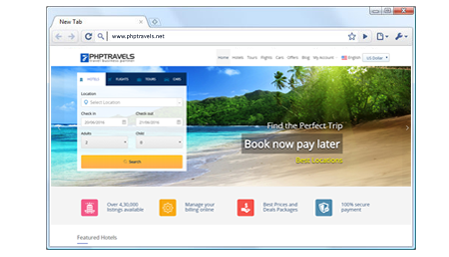 New Tab
www.phptravels.net
PHPTRAVELS
Home Hotels Tours Flights Cars Offers Blog My Account English US Dollar
HOTELS FLIGHTS TOURS CARS
Location
Select Location
Check in Check out
Adults Child
2 0
Search
Find the Perfect Trip
Book now pay later
Best Locations
Over 4,30,000
listings available
Manage your
billing online
Best Prices and
Deals Packages
100% secure
payment
Featured Hotels